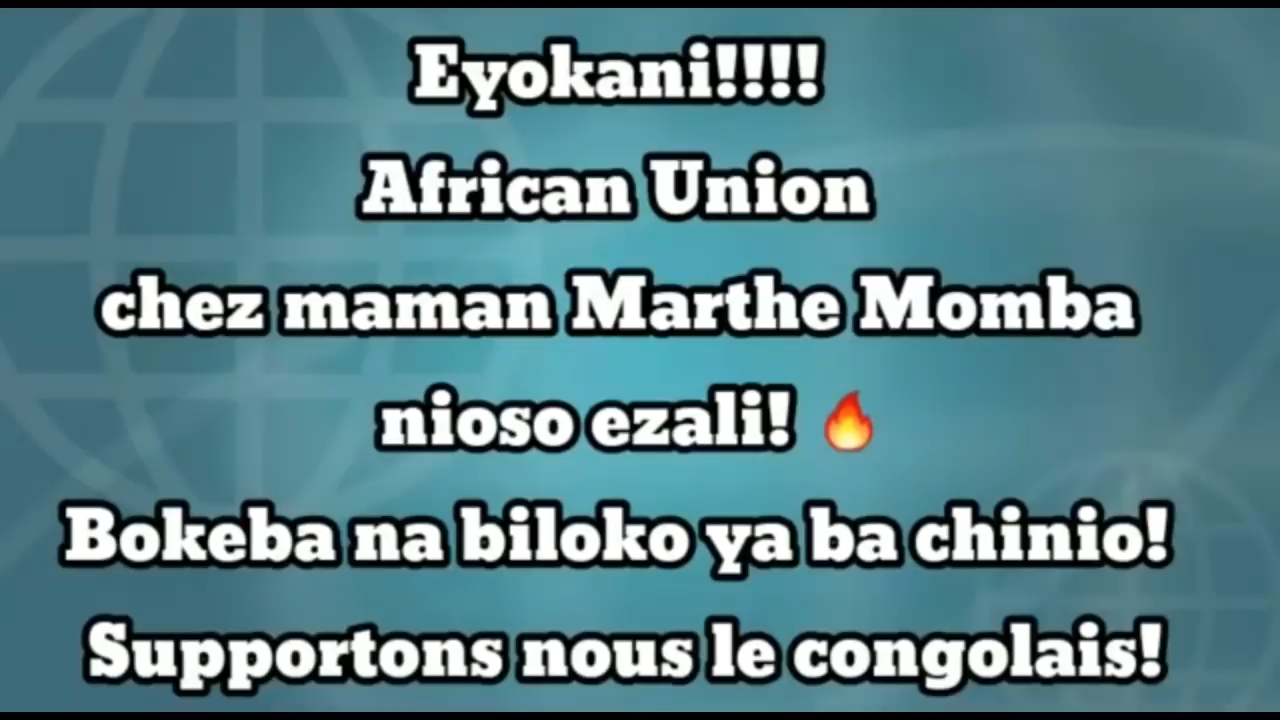 Eyokani!!!!
African Union
chez maman Marthe Momba
nioso ezali! 🔥
Bokeba na biloko ya ba chinio!
Supportons nous le congolais!